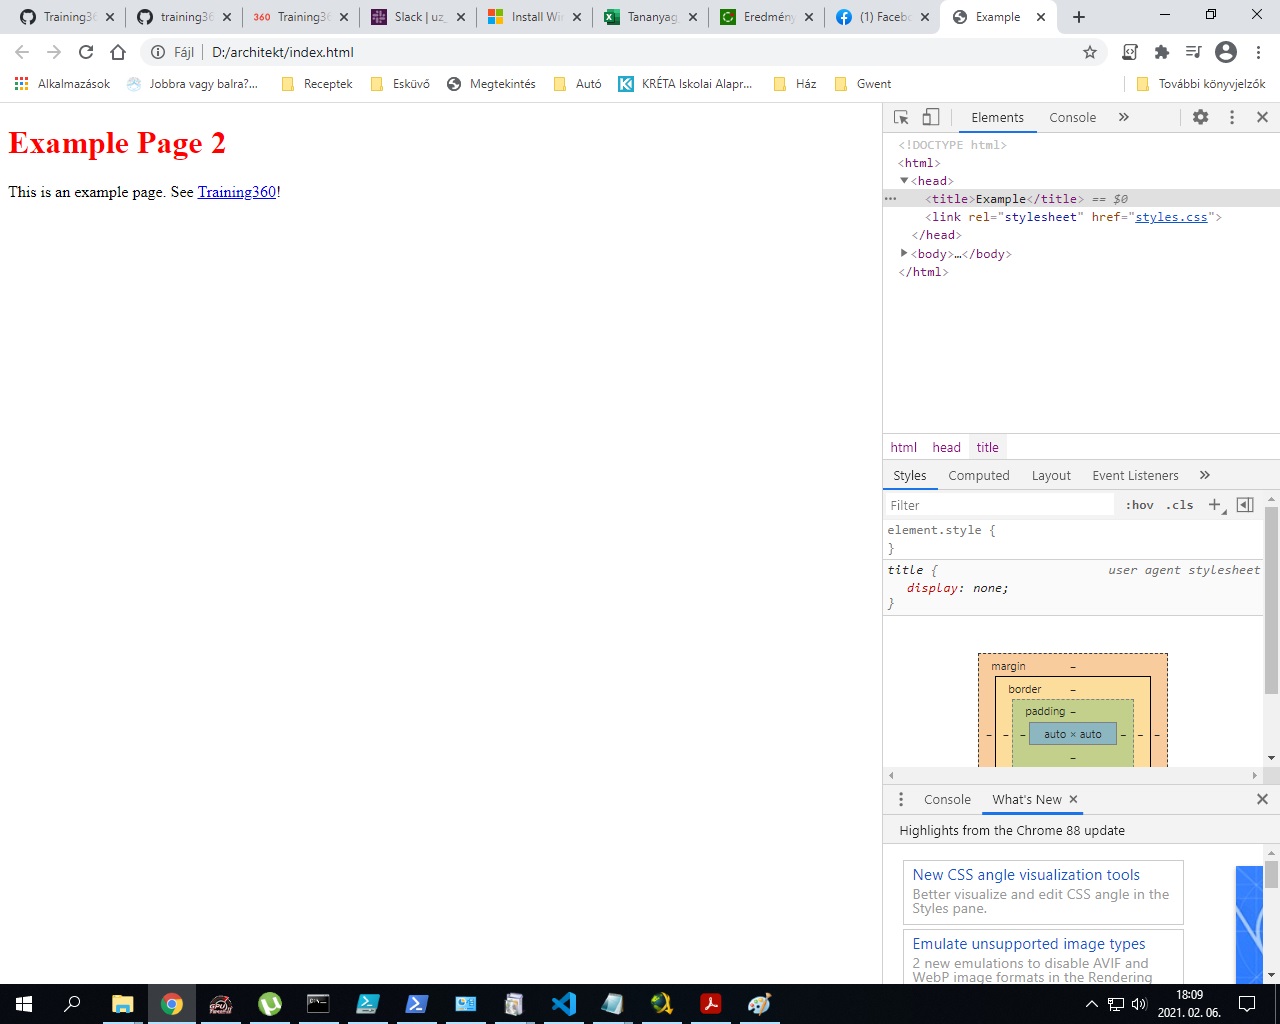 Training36
training36
360 Training36
Slack | uz_
Install Win
Tananyag
Eredmény
(1) Facebo
Example
Fájl
D:/architekt/index.html
Alkalmazások
Jobbra vagy balra?...
Receptek
Esküvő
Megtekintés
Autó
KRÉTA Iskolai Alapr...
Ház
Gwent
További könyvjelzők
Example Page 2
This is an example page. See Training360!
Elements
Console
<!DOCTYPE html>
<html>
<head>
<title>Example</title> == $0
<link rel="stylesheet" href="styles.css">
</head>
<body>…</body>
</html>
html
head
title
Styles
Computed
Layout
Event Listeners
Filter
:hov
.cls
element.style {
}
title {
user agent stylesheet
display: none;
}
margin
–
border
–
padding –
– – – auto × auto – – –
–
Console
What's New
Highlights from the Chrome 88 update
New CSS angle visualization tools
Better visualize and edit CSS angle in the
Styles pane.
Emulate unsupported image types
2 new emulations to disable AVIF and
WebP image formats in the Rendering
18:09
2021. 02. 06.